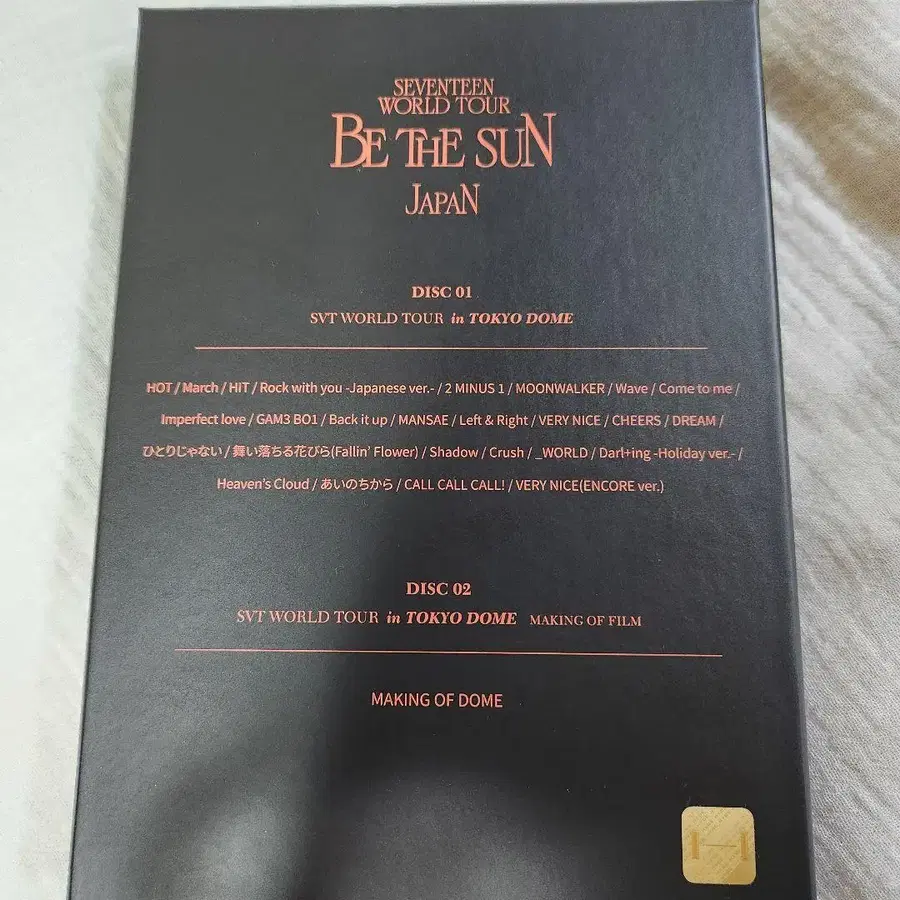 SEVENTEEN
WORLD TOUR
BE THE SUN
JAPAN
DISC 01
SVT WORLD TOUR in TOKYO DOME
HOT / March / HIT / Rock with you -Japanese ver.- / 2 MINUS 1 / MOONWALKER / Wave / Come to me /
Imperfect love / GAM3 BO1 / Back it up / MANSAE / Left & Right / VERY NICE / CHEERS / DREAM /
ひとりじゃない / 舞い落ちる花びら(Fallin' Flower) / Shadow / Crush / _WORLD / Darl+ing -Holiday ver.- /
Heaven's Cloud / あいのちから / CALL CALL CALL! / VERY NICE(ENCORE ver.)
DISC 02
SVT WORLD TOUR in TOKYO DOME MAKING OF FILM
MAKING OF DOME